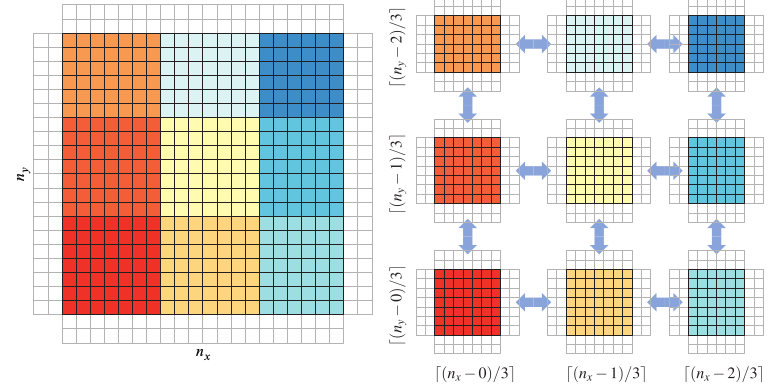 n_y
n_x
⌈(n_y − 2)/3⌉
⌈(n_y − 1)/3⌉
⌈(n_y − 0)/3⌉
⌈(n_x − 0)/3⌉ ⌈(n_x − 1)/3⌉ ⌈(n_x − 2)/3⌉